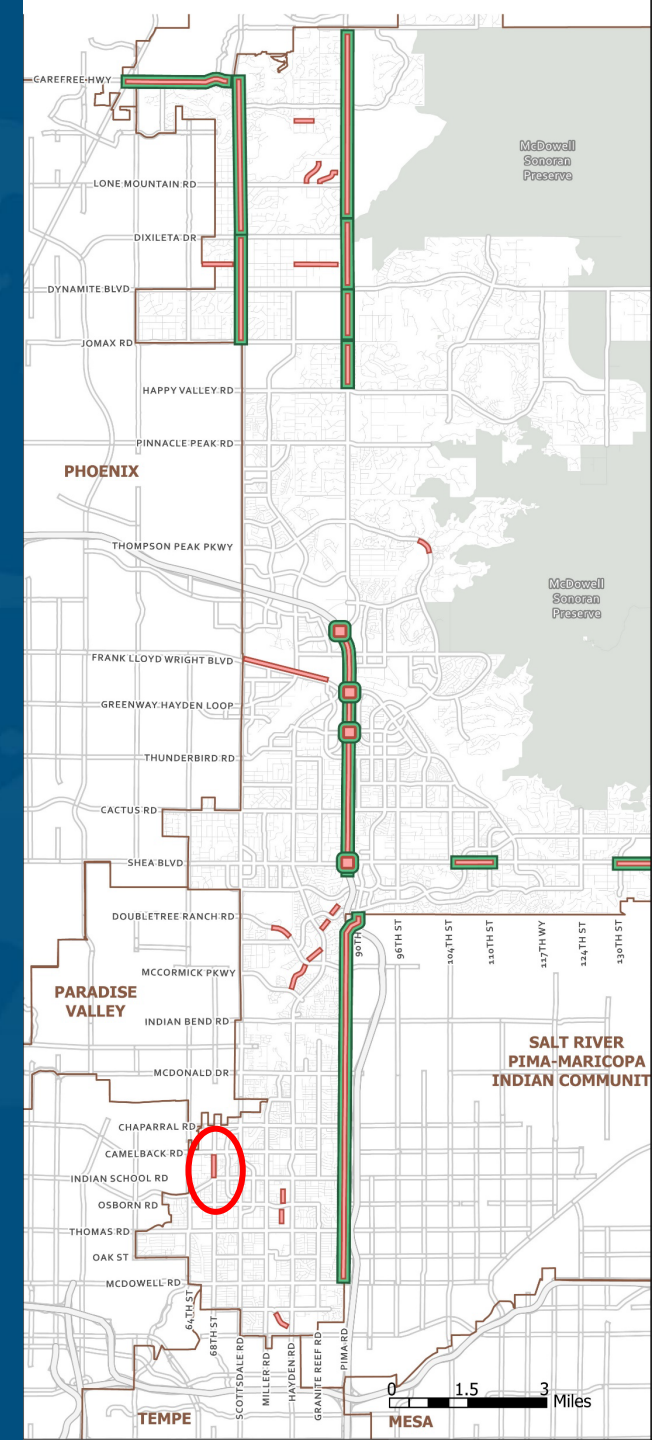 CAREFREE HWY
McDowell
Sonoran
Preserve
LONE MOUNTAIN RD
DIXILETA DR
DYNAMITE BLVD
JOMAX RD
HAPPY VALLEY RD
PINNACLE PEAK RD
PHOENIX
THOMPSON PEAK PKWY
McDowell
Sonoran
Preserve
FRANK LLOYD WRIGHT BLVD
GREENWAY HAYDEN LOOP
THUNDERBIRD RD
CACTUS RD
SHEA BLVD
DOUBLETREE RANCH RD
90TH
96TH ST
104TH ST
110TH ST
117TH WY
124TH ST
130TH ST
MCCORMICK PKWY
PARADISE
VALLEY
INDIAN BEND RD
SALT RIVER
PIMA-MARICOPA
INDIAN COMMUNIT
MCDONALD DR
CHAPARRAL RD
CAMELBACK RD
INDIAN SCHOOL RD
OSBORN RD
THOMAS RD
OAK ST
MCDOWELL RD
64TH ST
68TH ST
SCOTTSDALE RD
MILLER RD
HAYDEN RD
GRANITE REEF RD
PIMA RD
0 1.5 3
Miles
TEMPE
MESA